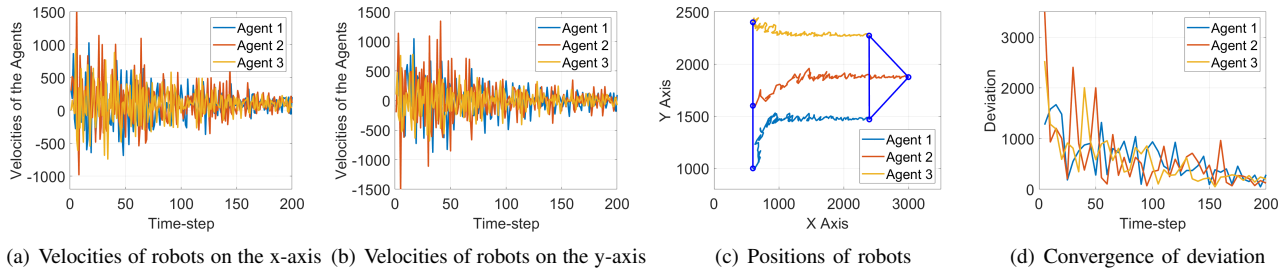 1500
1000
500
0
-500
-1000
0 50 100 150 200
Velocities of the Agents
Time-step
Agent 1
Agent 2
Agent 3
(a) Velocities of robots on the x-axis
1500
1000
500
0
-500
-1000
-1500
0 50 100 150 200
Velocities of the Agents
Time-step
Agent 1
Agent 2
Agent 3
(b) Velocities of robots on the y-axis
2500
2000
1500
1000
0 1000 2000 3000
Y Axis
X Axis
Agent 1
Agent 2
Agent 3
(c) Positions of robots
3000
2000
1000
0
0 50 100 150 200
Deviation
Time-step
Agent 1
Agent 2
Agent 3
(d) Convergence of deviation